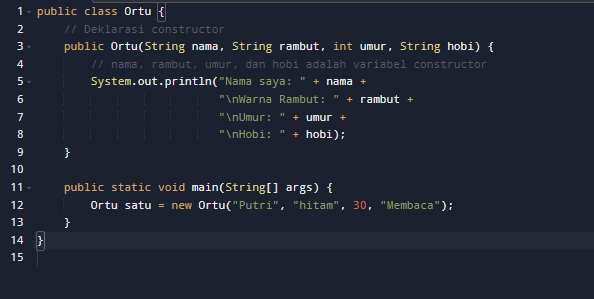 1 public class Ortu {
2 // Deklarasi constructor
3 public Ortu(String nama, String rambut, int umur, String hobi) {
4 // nama, rambut, umur, dan hobi adalah variabel constructor
5 System.out.println("Nama saya: " + nama +
6 "\nWarna Rambut: " + rambut +
7 "\nUmur: " + umur +
8 "\nHobi: " + hobi);
9 }
10
11 public static void main(String[] args) {
12 Ortu satu = new Ortu("Putri", "hitam", 30, "Membaca");
13 }
14 }
15